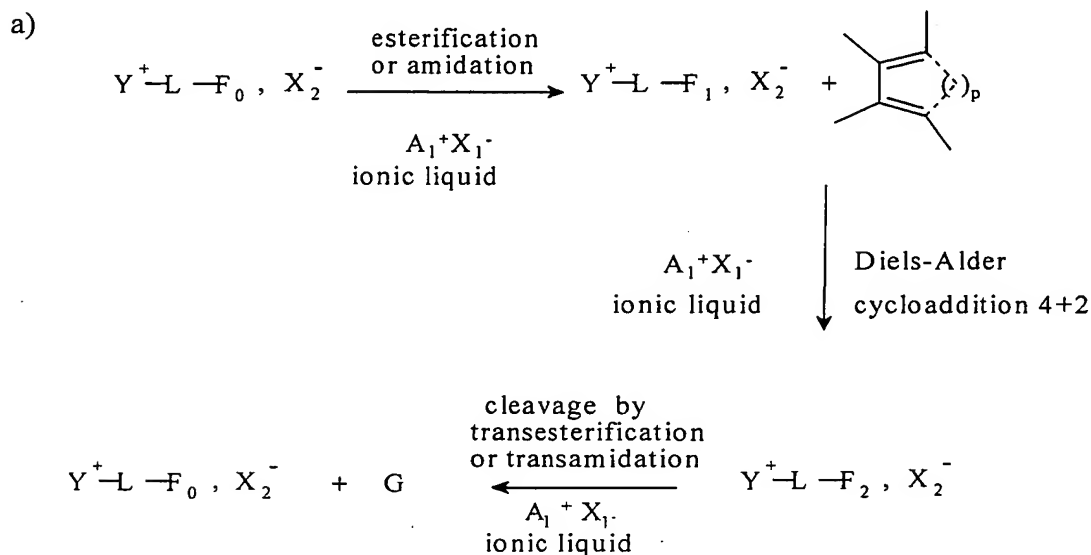 a)
esterification
or amidation
Y⁺-L-F₀ , X₂⁻ Y⁺-L-F₁ , X₂⁻ + ( )p
A₁⁺X₁⁻
ionic liquid
A₁⁺X₁⁻ Diels-Alder
ionic liquid cycloaddition 4+2
cleavage by
transesterification
or transamidation
Y⁺-L-F₀ , X₂⁻ + G Y⁺-L-F₂ , X₂⁻
A₁⁺X₁⁻
ionic liquid